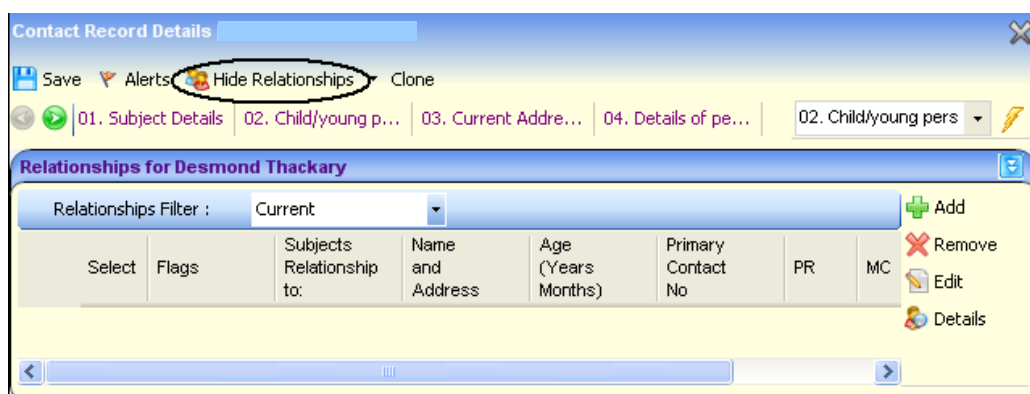 Contact Record Details
Save Alerts Hide Relationships Clone
01. Subject Details 02. Child/young p... 03. Current Addre... 04. Details of pe... 02. Child/young pers
Relationships for Desmond Thackary
Relationships Filter : Current
Add
Remove
Edit
Details
Select Flags Subjects Relationship to: Name and Address Age (Years Months) Primary Contact No PR MC